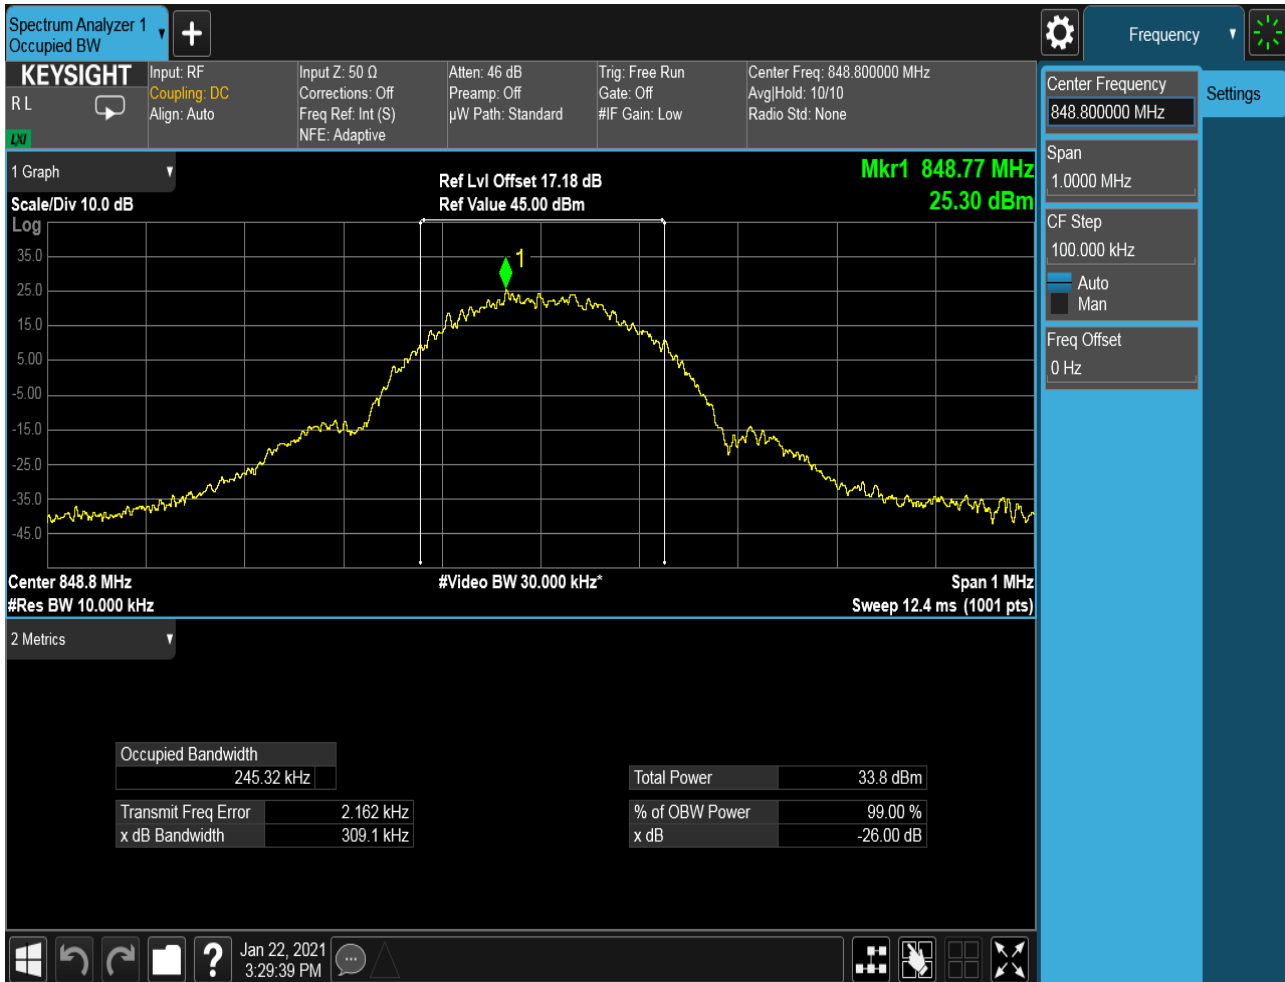 Spectrum Analyzer 1
Occupied BW
Frequency
KEYSIGHT
R L
LXI
Input: RF
Coupling: DC
Align: Auto
Input Z: 50 Ω
Corrections: Off
Freq Ref: Int (S)
NFE: Adaptive
Atten: 46 dB
Preamp: Off
µW Path: Standard
Trig: Free Run
Gate: Off
#IF Gain: Low
Center Freq: 848.800000 MHz
Avg|Hold: 10/10
Radio Std: None
Center Frequency
848.800000 MHz
Settings
Span
1.0000 MHz
CF Step
100.000 kHz
Auto
Man
Freq Offset
0 Hz
1 Graph
Scale/Div 10.0 dB
Log
Ref Lvl Offset 17.18 dB
Ref Value 45.00 dBm
Mkr1 848.77 MHz
25.30 dBm
1
35.0
25.0
15.0
5.00
-5.00
-15.0
-25.0
-35.0
-45.0
Center 848.8 MHz
#Video BW 30.000 kHz*
Span 1 MHz
#Res BW 10.000 kHz
Sweep 12.4 ms (1001 pts)
2 Metrics
Occupied Bandwidth
245.32 kHz
Total Power 33.8 dBm
Transmit Freq Error 2.162 kHz
% of OBW Power 99.00 %
x dB Bandwidth 309.1 kHz
x dB -26.00 dB
?
Jan 22, 2021
3:29:39 PM